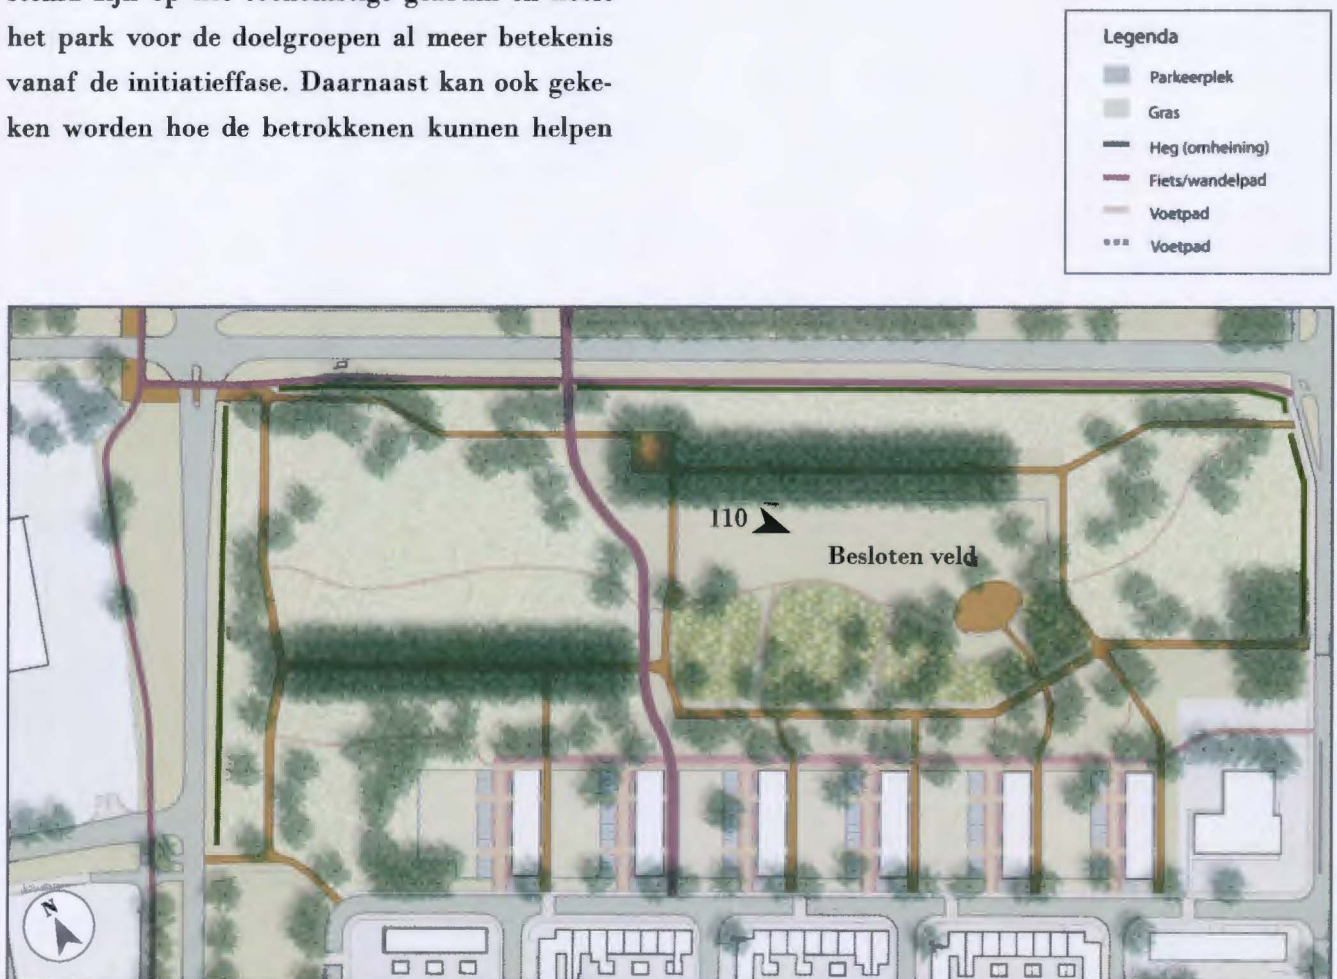 het park voor de doelgroepen al meer betekenis
vanaf de initiatieffase. Daarnaast kan ook geke-
ken worden hoe de betrokkenen kunnen helpen
Legenda
Parkeerplek
Gras
Heg (omheining)
Fiets/wandelpad
Voetpad
Voetpad
110
Besloten veld
N